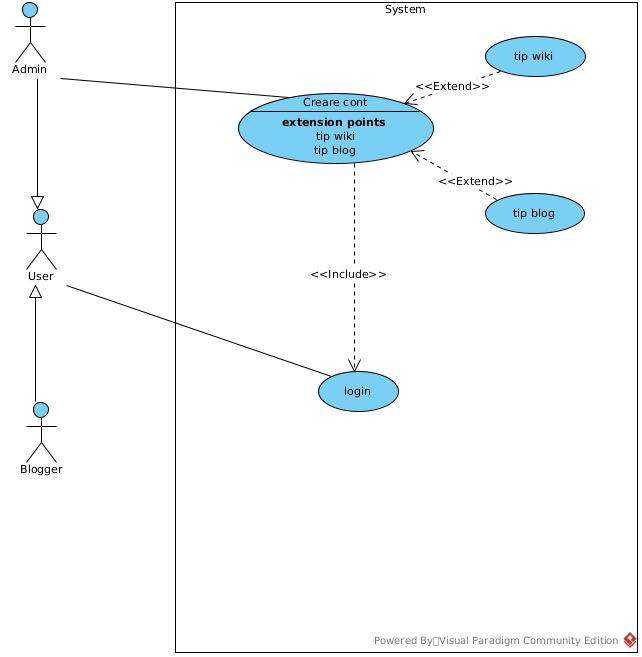 System
Admin
tip wiki
<<Extend>>
Creare cont
extension points
tip wiki
tip blog
<<Extend>>
tip blog
User
<<Include>>
login
Blogger
Powered By▯Visual Paradigm Community Edition